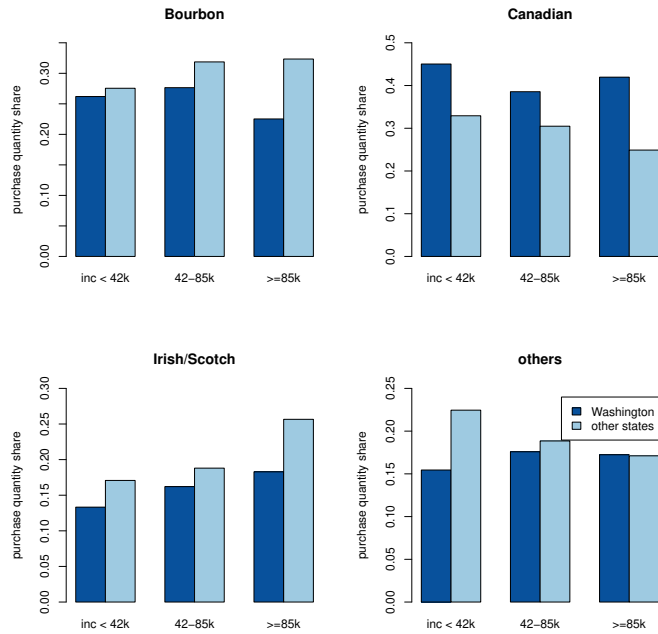 Bourbon
purchase quantity share
0.00
0.10
0.20
0.30
inc < 42k
42−85k
>=85k
Canadian
purchase quantity share
0.0
0.1
0.2
0.3
0.4
0.5
inc < 42k
42−85k
>=85k
Irish/Scotch
purchase quantity share
0.00
0.05
0.10
0.15
0.20
0.25
0.30
inc < 42k
42−85k
>=85k
others
purchase quantity share
0.00
0.05
0.10
0.15
0.20
0.25
Washington
other states
inc < 42k
42−85k
>=85k